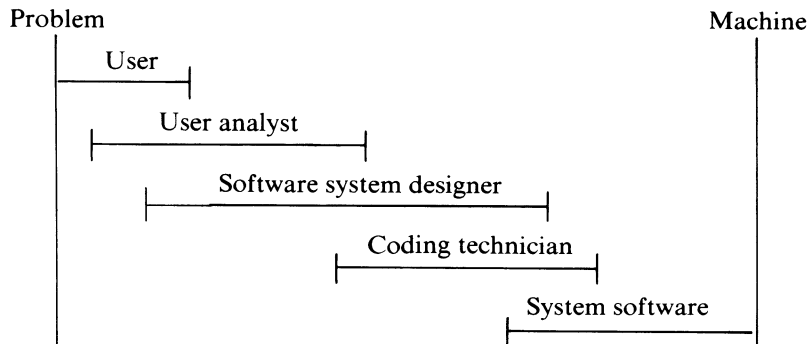 Problem
Machine
User
User analyst
Software system designer
Coding technician
System software